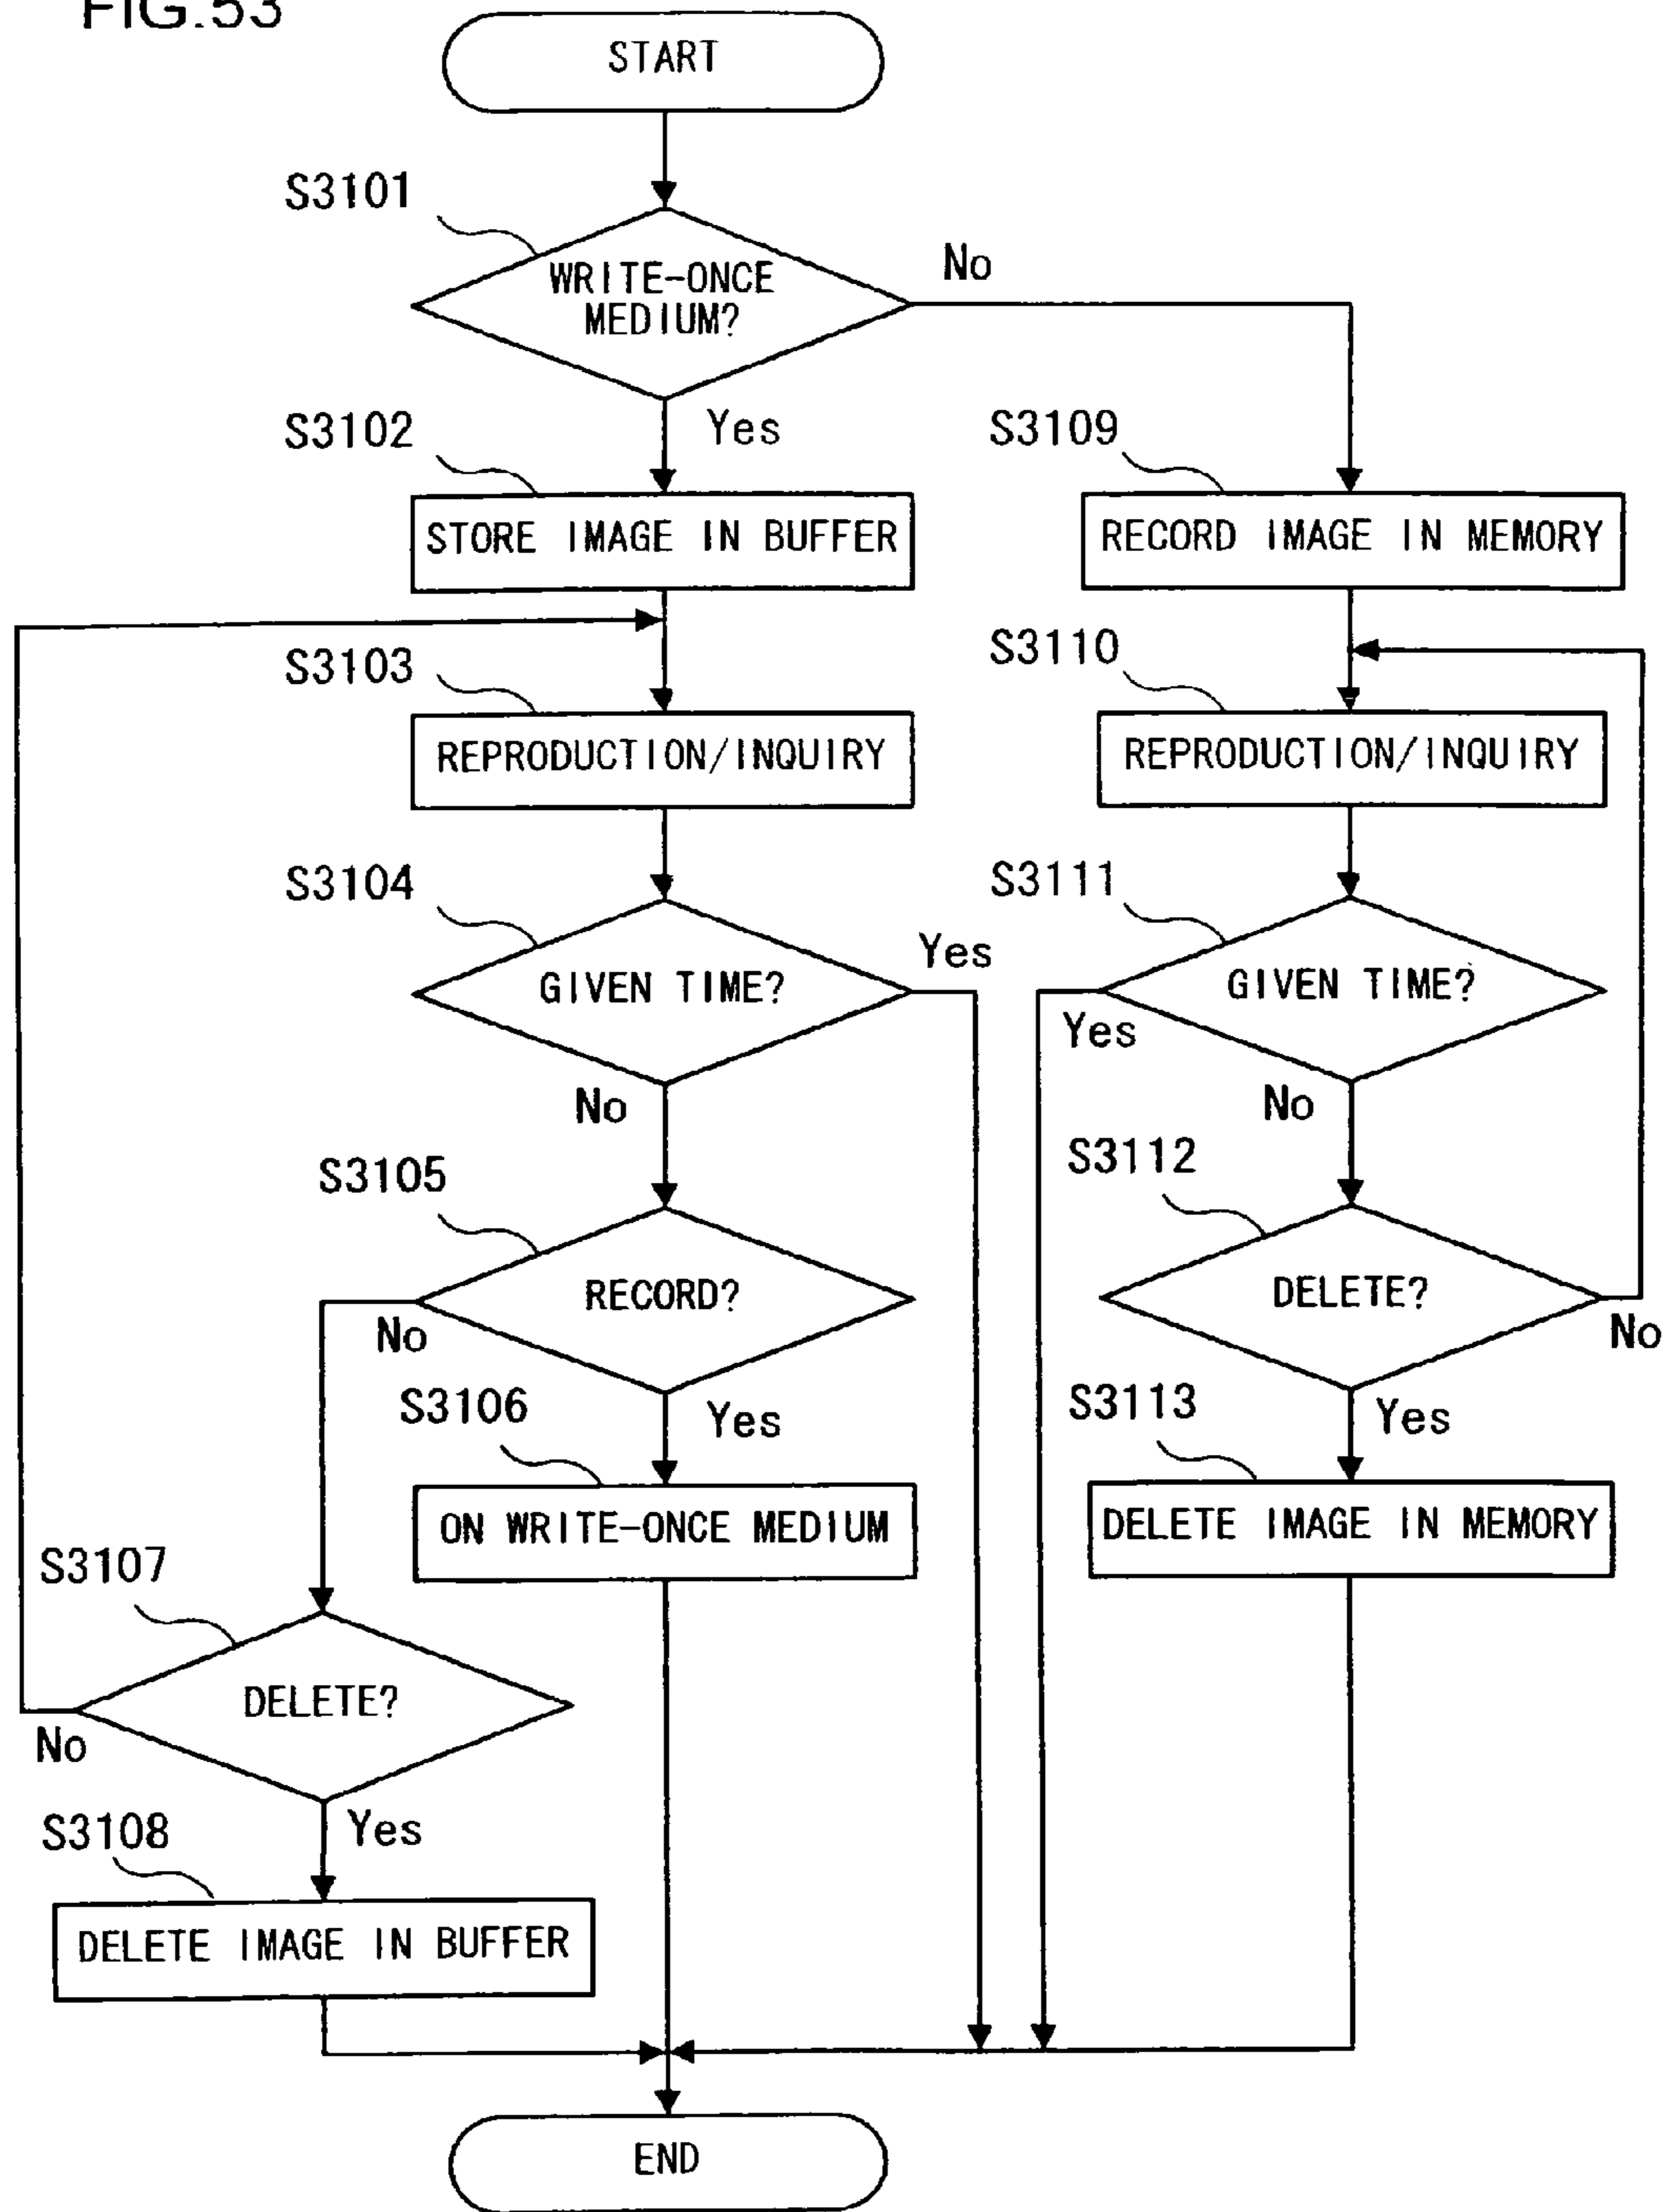 FIG.53
START
S3101
WRITE-ONCE
MEDIUM?
No
Yes
S3102
STORE IMAGE IN BUFFER
S3109
RECORD IMAGE IN MEMORY
S3103
REPRODUCTION/INQUIRY
S3110
REPRODUCTION/INQUIRY
S3104
GIVEN TIME?
Yes
No
S3111
GIVEN TIME?
Yes
No
S3105
RECORD?
No
Yes
S3112
DELETE?
No
Yes
S3106
ON WRITE-ONCE MEDIUM
S3113
DELETE IMAGE IN MEMORY
S3107
DELETE?
No
Yes
S3108
DELETE IMAGE IN BUFFER
END